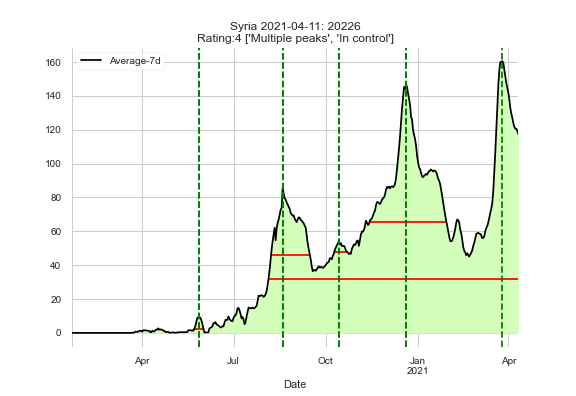 Syria 2021-04-11: 20226
Rating:4 ['Multiple peaks', 'In control']
Average-7d
160
140
120
100
80
60
40
20
0
Apr
Jul
Oct
Jan
2021
Apr
Date